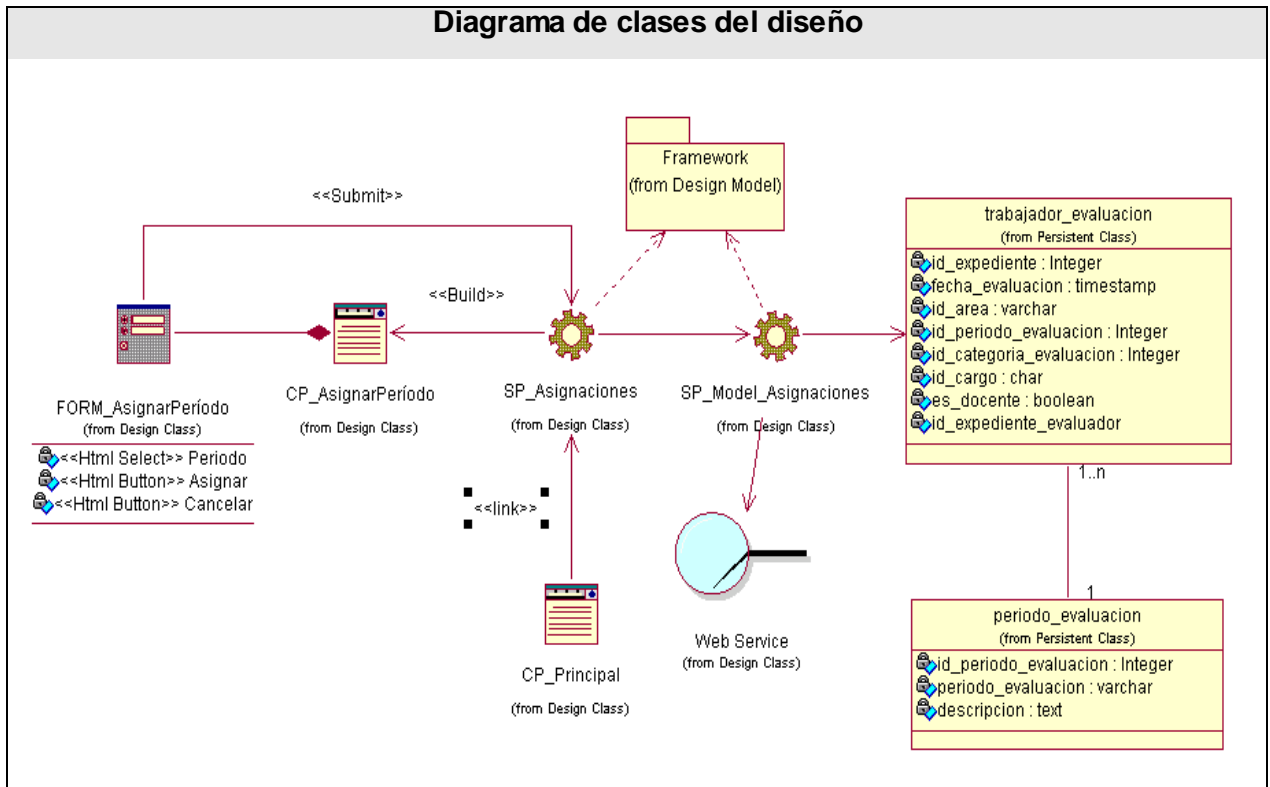 Diagrama de clases del diseño
Framework
(from Design Model)
<<Submit>>
trabajador_evaluacion
(from Persistent Class)
id_expediente : Integer
fecha_evaluacion : timestamp
id_area : varchar
id_periodo_evaluacion : Integer
id_categoria_evaluacion : Integer
id_cargo : char
es_docente : boolean
id_expediente_evaluador
<<Build>>
FORM_AsignarPeríodo
(from Design Class)
<<Html Select>> Periodo
<<Html Button>> Asignar
<<Html Button>> Cancelar
CP_AsignarPeríodo
(from Design Class)
SP_Asignaciones
(from Design Class)
SP_Model_Asignaciones
(from Design Class)
1..n
<<link>>
1
CP_Principal
(from Design Class)
Web Service
(from Design Class)
periodo_evaluacion
(from Persistent Class)
id_periodo_evaluacion : Integer
periodo_evaluacion : varchar
descripcion : text